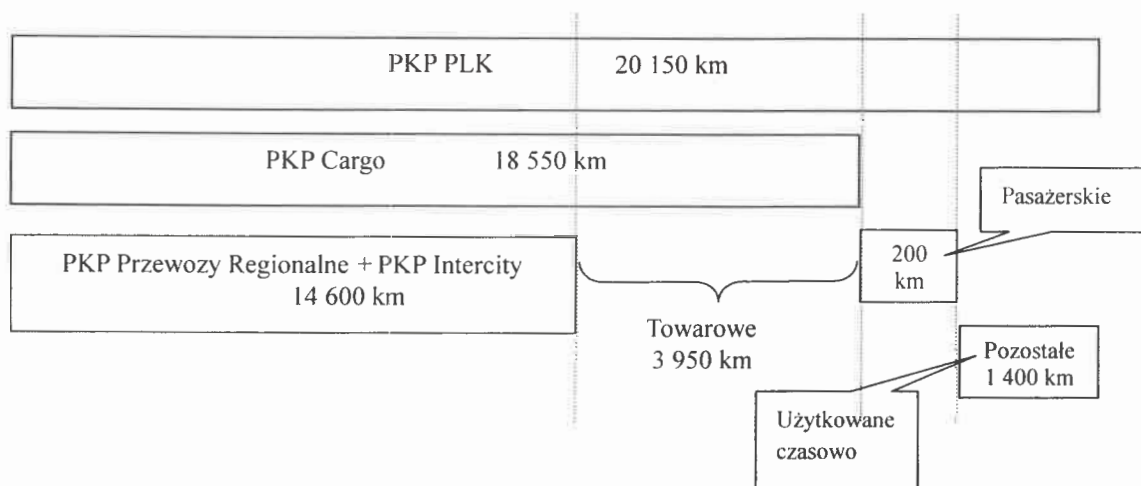 PKP PLK 20 150 km
PKP Cargo 18 550 km
Pasażerskie
PKP Przewozy Regionalne + PKP Intercity
14 600 km
200
km
Towarowe
3 950 km
Pozostałe
1 400 km
Użytkowane
czasowo